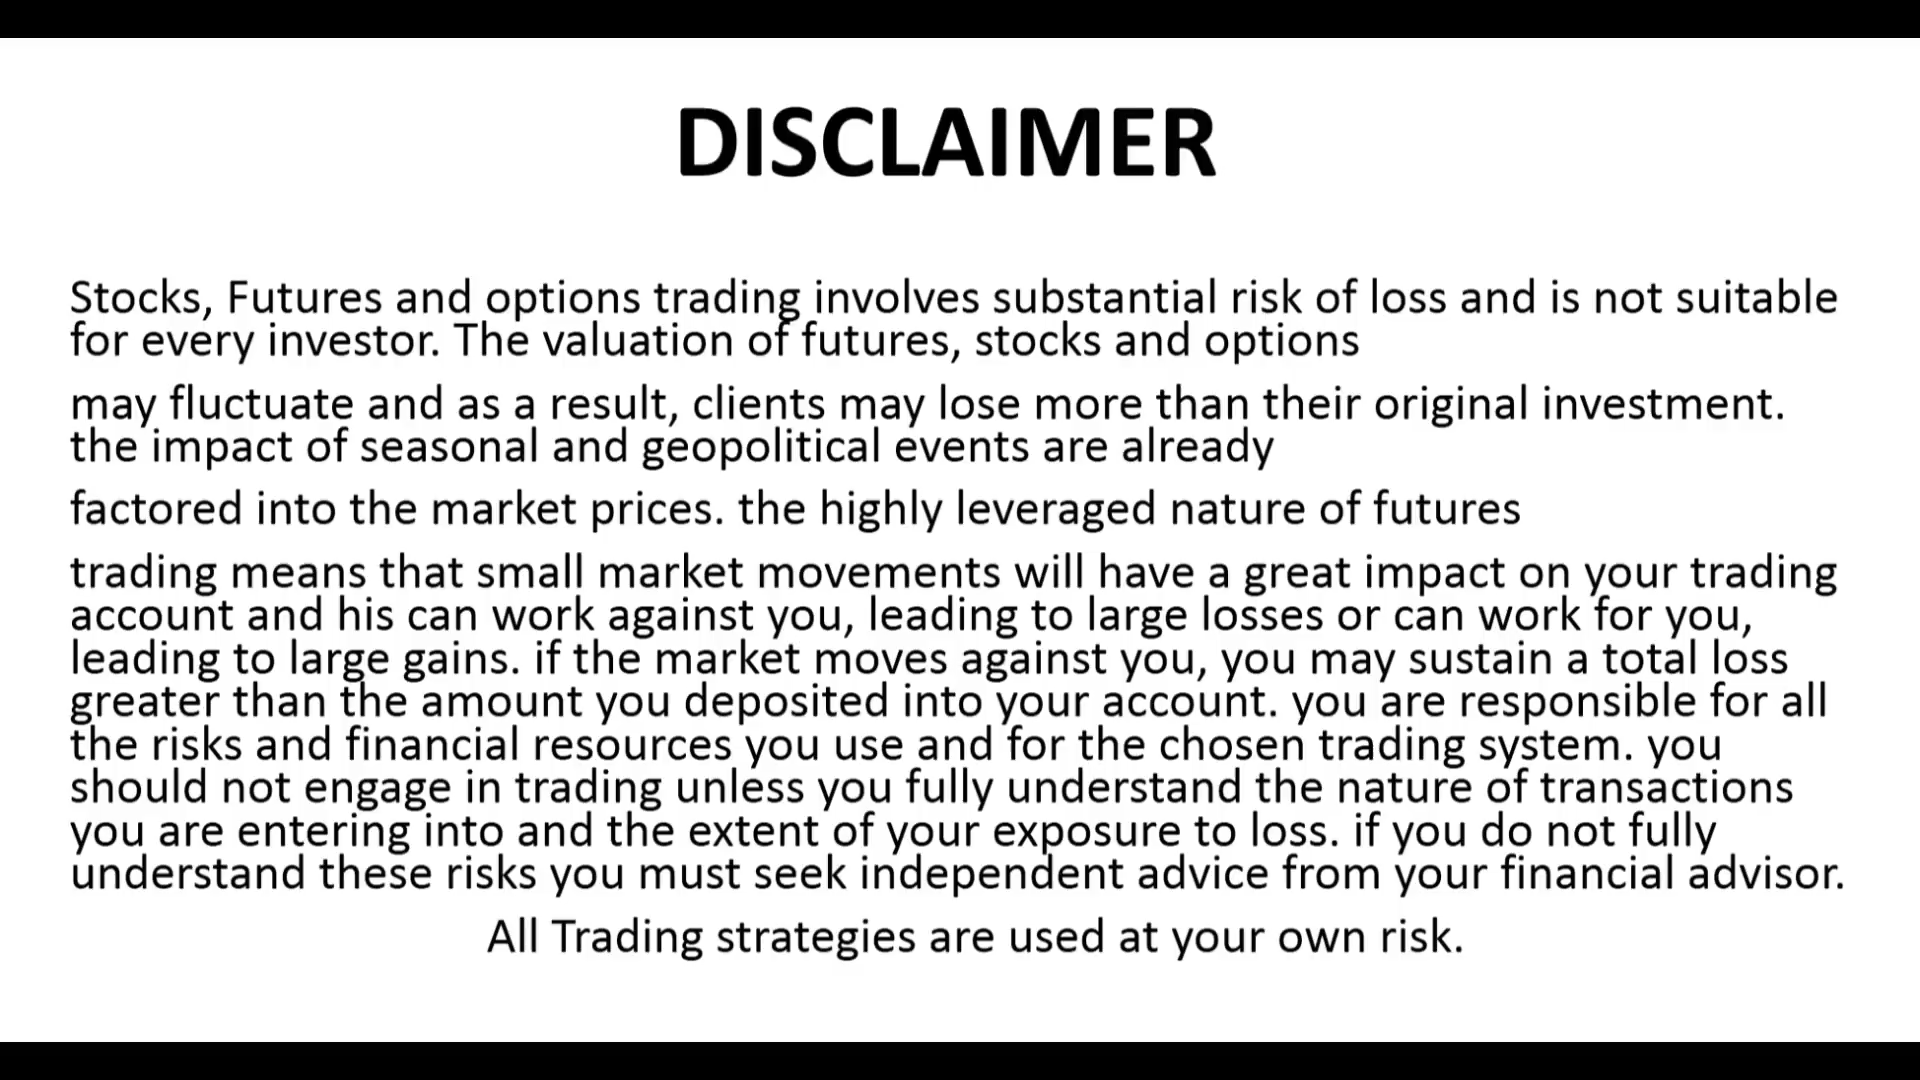 DISCLAIMER
Stocks, Futures and options trading involves substantial risk of loss and is not suitable
for every investor. The valuation of futures, stocks and options
may fluctuate and as a result, clients may lose more than their original investment.
the impact of seasonal and geopolitical events are already
factored into the market prices. the highly leveraged nature of futures
trading means that small market movements will have a great impact on your trading
account and his can work against you, leading to large losses or can work for you,
leading to large gains. if the market moves against you, you may sustain a total loss
greater than the amount you deposited into your account. you are responsible for all
the risks and financial resources you use and for the chosen trading system. you
should not engage in trading unless you fully understand the nature of transactions
you are entering into and the extent of your exposure to loss. if you do not fully
understand these risks you must seek independent advice from your financial advisor.
All Trading strategies are used at your own risk.